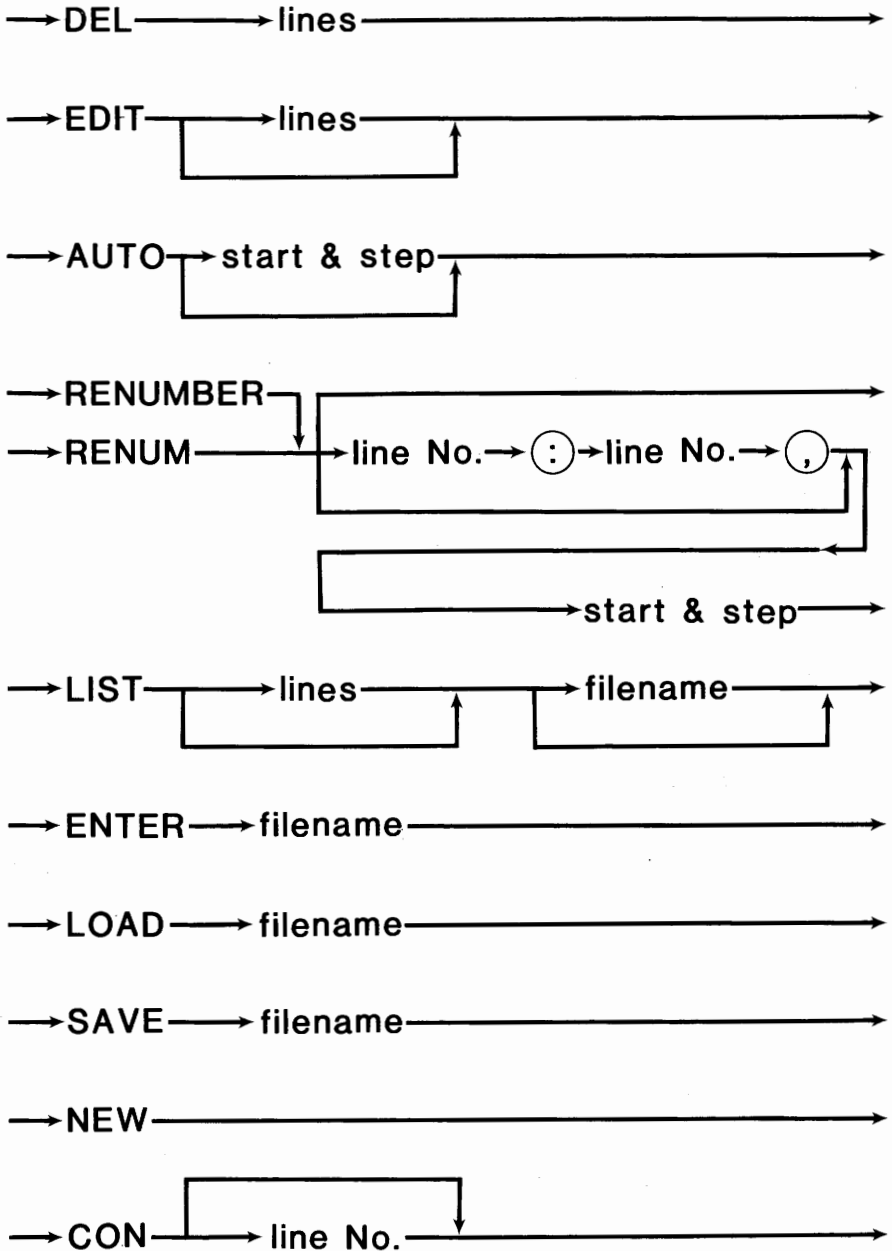 DEL lines
EDIT lines
AUTO start & step
RENUMBER
RENUM line No. : line No. ,
start & step
LIST lines filename
ENTER filename
LOAD filename
SAVE filename
NEW
CON line No.